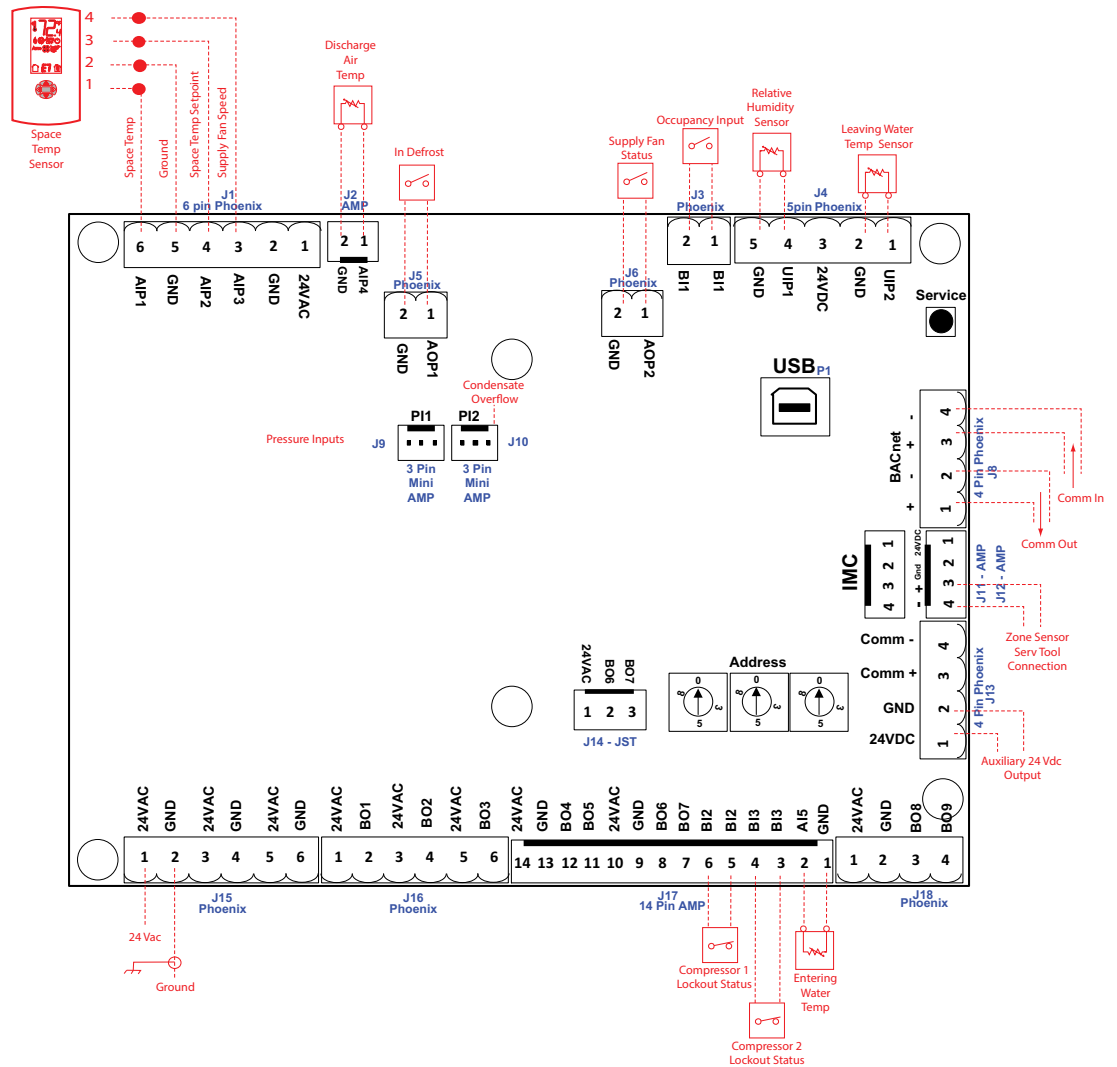 4
3
2
1
Space
Temp
Sensor
Space Temp
Ground
Space Temp Setpoint
Supply Fan Speed
Discharge
Air
Temp
In Defrost
Supply Fan
Status
Occupancy Input
Relative
Humidity
Sensor
Leaving Water
Temp Sensor
J1
6 pin Phoenix
6 5 4 3 2 1
AIP1 GND AIP2 AIP3 GND 24VAC
J2
AMP
2 1
GND AIP4
J5
Phoenix
2 1
GND AOP1
J6
Phoenix
2 1
GND AOP2
J3
Phoenix
2 1
BI1 BI1
J4
5pin Phoenix
5 4 3 2 1
GND UIP1 24VDC GND UIP2
Service
USB P1
Condensate
Overflow
Pressure Inputs
J9
PI1
3 Pin
Mini
AMP
PI2
J10
3 Pin
Mini
AMP
BACnet
- + - +
4 3 2 1
4 Pin Phoenix
J8
Comm In
Comm Out
IMC
1 2 3 4
- + Gnd 24VDC
1 2 3 4
J11 - AMP
J12 - AMP
Zone Sensor
Serv Tool
Connection
Comm - 4
Comm + 3
GND 2
24VDC 1
4 Pin Phoenix
J13
Auxiliary 24 Vdc
Output
24VAC BO6 BO7
1 2 3
J14 - JST
Address
0 3 5 8
0 3 5 8
0 3 5 8
24VAC GND 24VAC GND 24VAC GND
1 2 3 4 5 6
J15
Phoenix
24VAC BO1 24VAC BO2 24VAC BO3
1 2 3 4 5 6
J16
Phoenix
24VAC GND BO4 BO5 24VAC GND BO6 BO7 BI2 BI2 BI3 BI3 AI5 GND
14 13 12 11 10 9 8 7 6 5 4 3 2 1
J17
14 Pin AMP
24VAC GND BO8 BO9
1 2 3 4
J18
Phoenix
24 Vac
Ground
Compressor 1
Lockout Status
Compressor 2
Lockout Status
Entering
Water
Temp